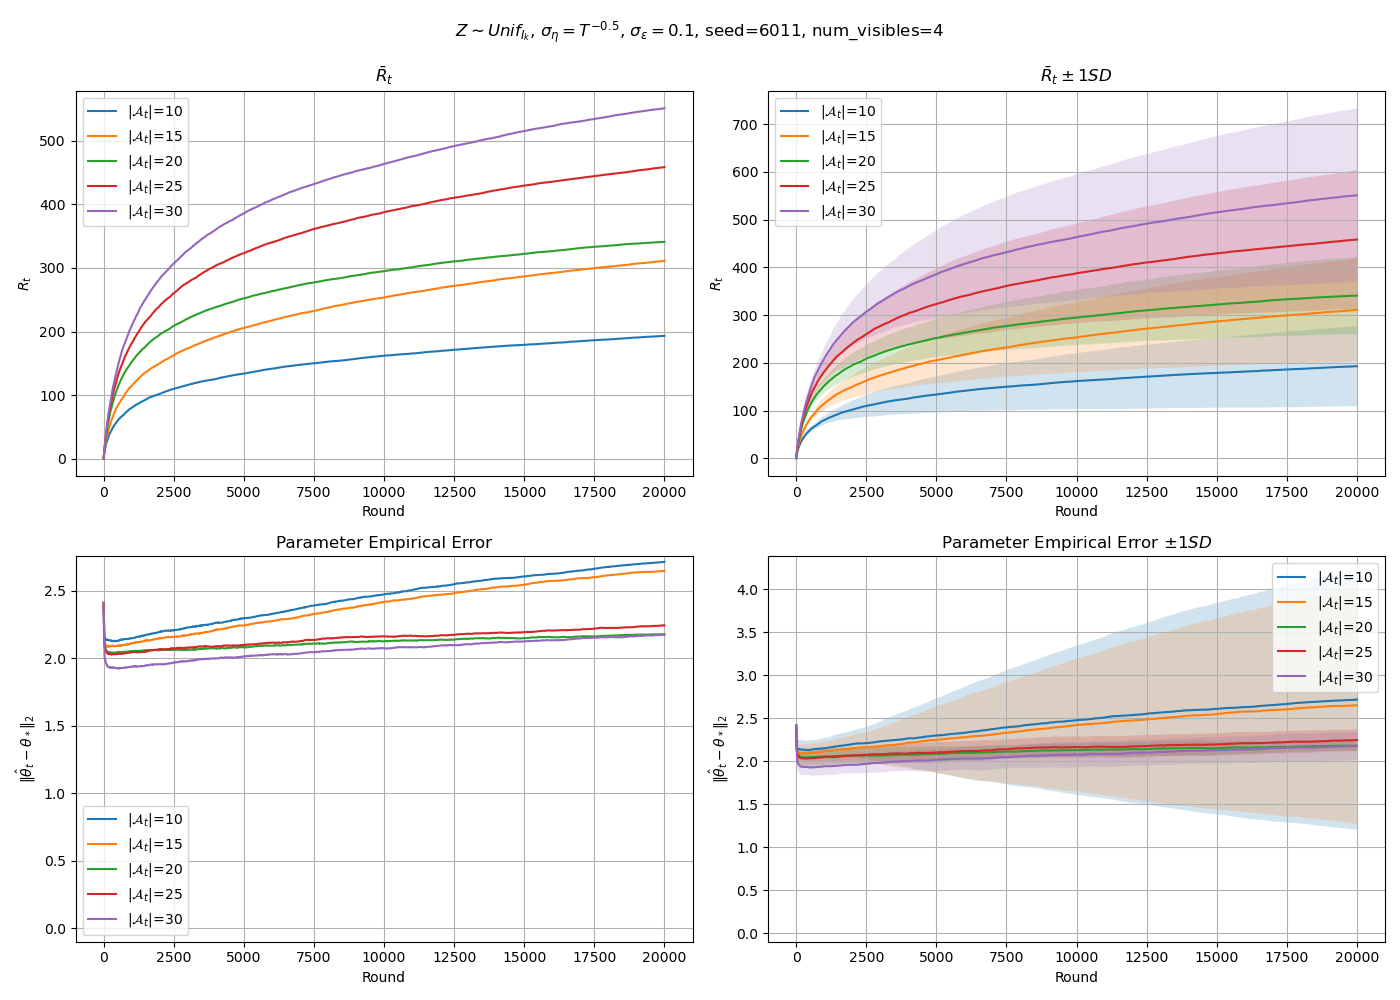 Z ∼ Unif_{I_k}, σ_η = T^{−0.5}, σ_ε = 0.1, seed=6011, num_visibles=4
R̄_t
500
400
300
200
100
0
R_t
|𝒜_t|=10
|𝒜_t|=15
|𝒜_t|=20
|𝒜_t|=25
|𝒜_t|=30
0 2500 5000 7500 10000 12500 15000 17500 20000
Round
R̄_t ± 1SD
700
600
500
400
300
200
100
0
R_t
|𝒜_t|=10
|𝒜_t|=15
|𝒜_t|=20
|𝒜_t|=25
|𝒜_t|=30
0 2500 5000 7500 10000 12500 15000 17500 20000
Round
Parameter Empirical Error
2.5
2.0
1.5
1.0
0.5
0.0
‖θ̂_t − θ_*‖_2
|𝒜_t|=10
|𝒜_t|=15
|𝒜_t|=20
|𝒜_t|=25
|𝒜_t|=30
0 2500 5000 7500 10000 12500 15000 17500 20000
Round
Parameter Empirical Error ±1SD
4.0
3.5
3.0
2.5
2.0
1.5
1.0
0.5
0.0
‖θ̂_t − θ_*‖_2
|𝒜_t|=10
|𝒜_t|=15
|𝒜_t|=20
|𝒜_t|=25
|𝒜_t|=30
0 2500 5000 7500 10000 12500 15000 17500 20000
Round